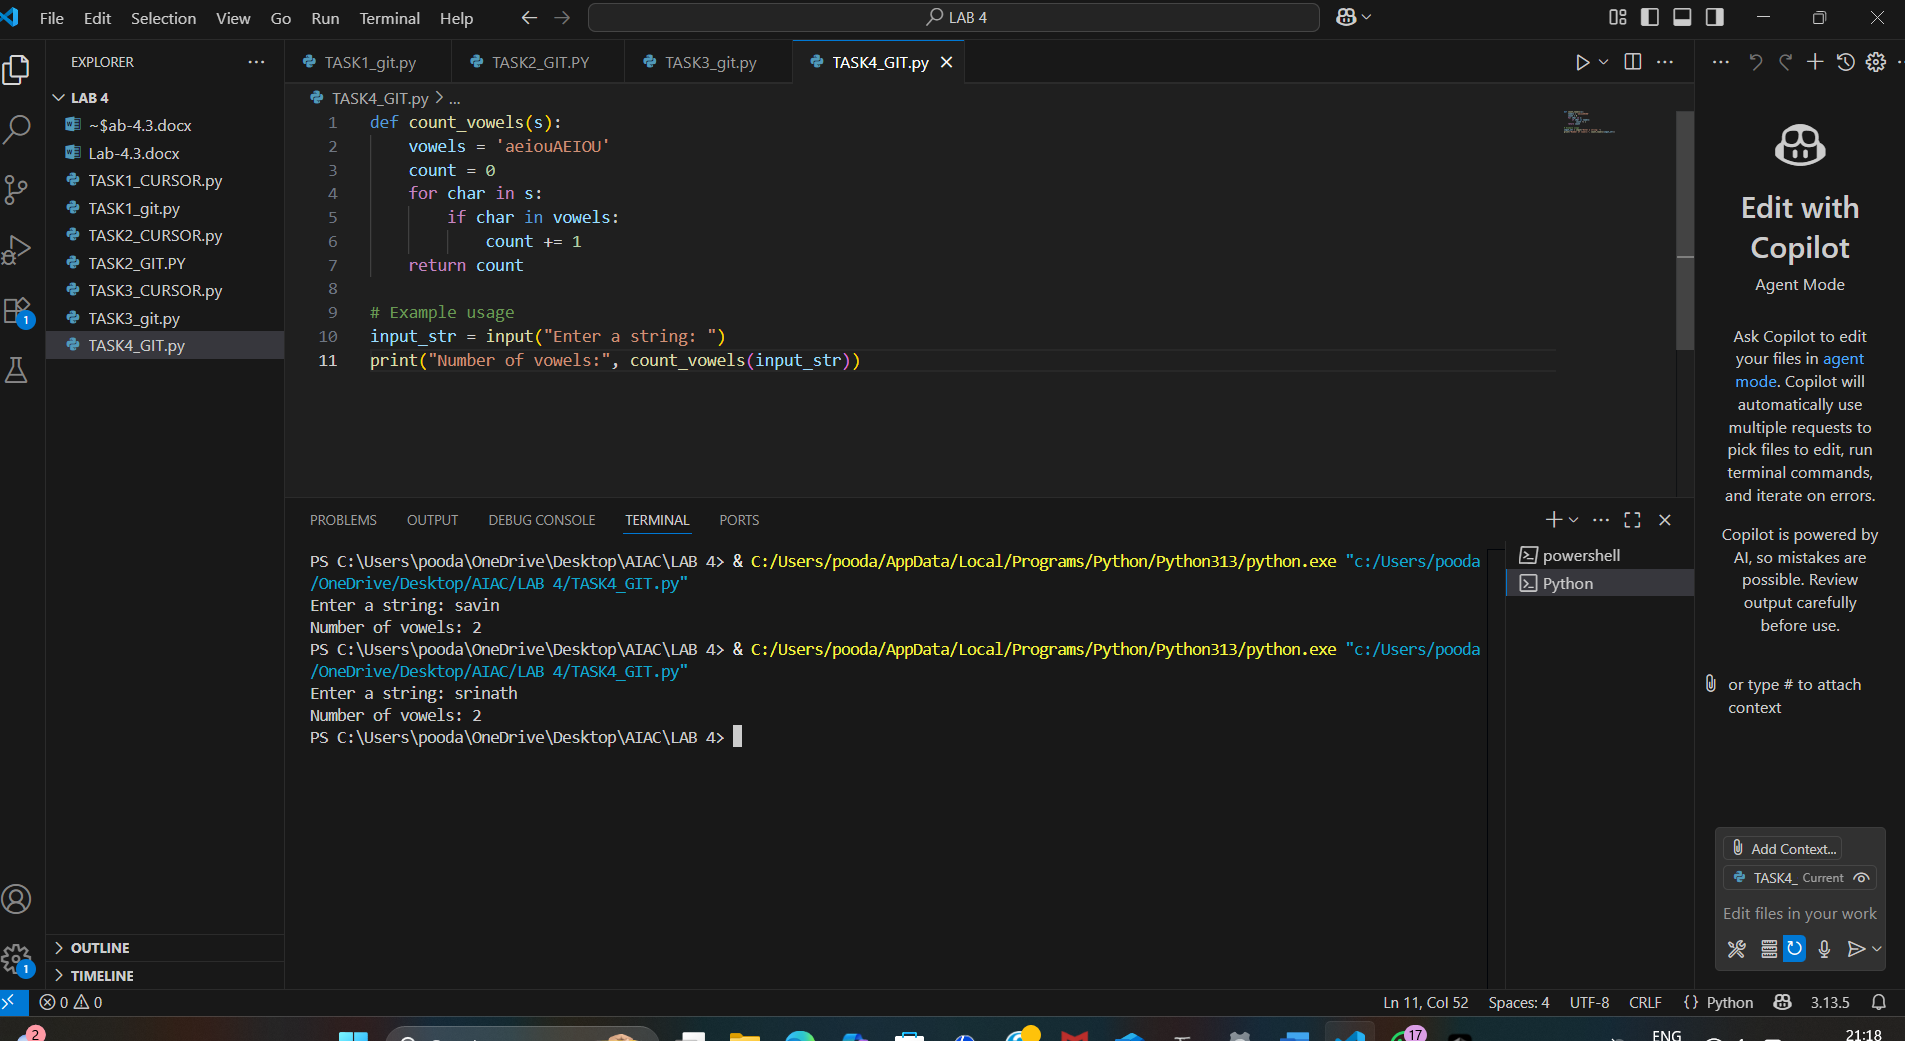 File Edit Selection View Go Run Terminal Help
LAB 4
EXPLORER
LAB 4
~$ab-4.3.docx
Lab-4.3.docx
TASK1_CURSOR.py
TASK1_git.py
TASK2_CURSOR.py
TASK2_GIT.PY
TASK3_CURSOR.py
TASK3_git.py
TASK4_GIT.py
OUTLINE
TIMELINE
1
1
TASK1_git.py TASK2_GIT.PY TASK3_git.py TASK4_GIT.py
TASK4_GIT.py > ...
1 def count_vowels(s):
2 vowels = 'aeiouAEIOU'
3 count = 0
4 for char in s:
5 if char in vowels:
6 count += 1
7 return count
8
9 # Example usage
10 input_str = input("Enter a string: ")
11 print("Number of vowels:", count_vowels(input_str))
PROBLEMS OUTPUT DEBUG CONSOLE TERMINAL PORTS
PS C:\Users\pooda\OneDrive\Desktop\AIAC\LAB 4> & C:/Users/pooda/AppData/Local/Programs/Python/Python313/python.exe "c:/Users/pooda
/OneDrive/Desktop/AIAC/LAB 4/TASK4_GIT.py"
Enter a string: savin
Number of vowels: 2
PS C:\Users\pooda\OneDrive\Desktop\AIAC\LAB 4> & C:/Users/pooda/AppData/Local/Programs/Python/Python313/python.exe "c:/Users/pooda
/OneDrive/Desktop/AIAC/LAB 4/TASK4_GIT.py"
Enter a string: srinath
Number of vowels: 2
PS C:\Users\pooda\OneDrive\Desktop\AIAC\LAB 4>
powershell
Python
Edit with
Copilot
Agent Mode
Ask Copilot to edit
your files in agent
mode. Copilot will
automatically use
multiple requests to
pick files to edit, run
terminal commands,
and iterate on errors.
Copilot is powered by
AI, so mistakes are
possible. Review
output carefully
before use.
or type # to attach
context
Add Context...
TASK4_ Current
Edit files in your work
0 0
Ln 11, Col 52 Spaces: 4 UTF-8 CRLF {} Python 3.13.5
2
17
ENG
21:18